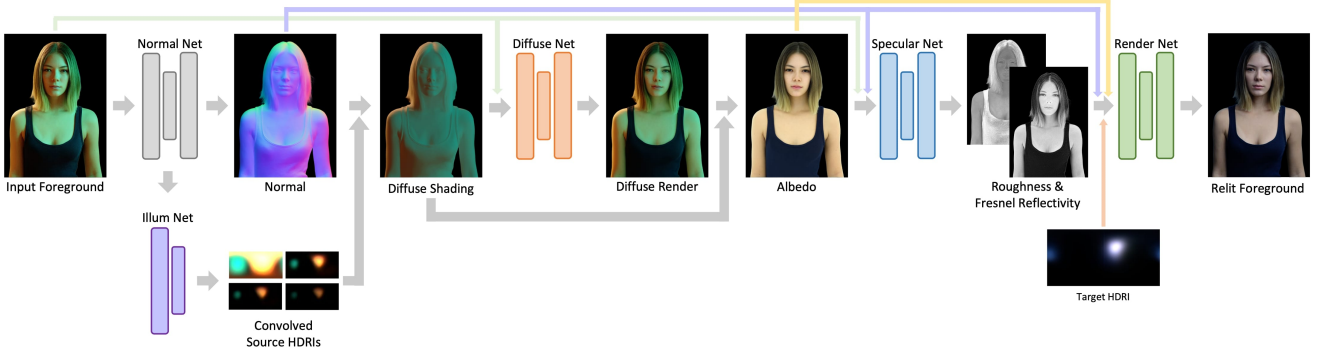 Normal Net
Diffuse Net
Specular Net
Render Net
Input Foreground
Normal
Diffuse Shading
Diffuse Render
Albedo
Roughness &
Fresnel Reflectivity
Relit Foreground
Illum Net
Convolved
Source HDRIs
Target HDRI